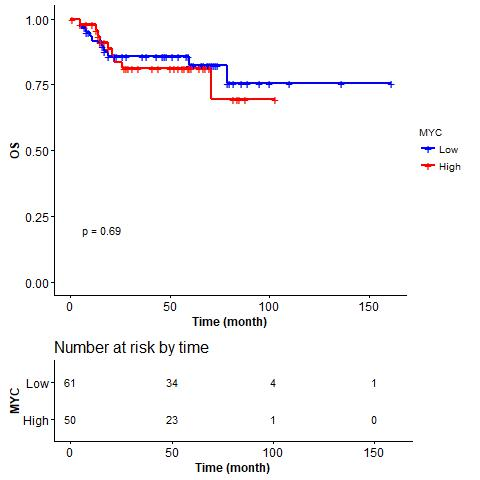 1.00
0.75
0.50
0.25
0.00
OS
p = 0.69
0 50 100 150
Time (month)
MYC
Low
High
Number at risk by time
MYC
Low 61 34 4 1
High 50 23 1 0
0 50 100 150
Time (month)